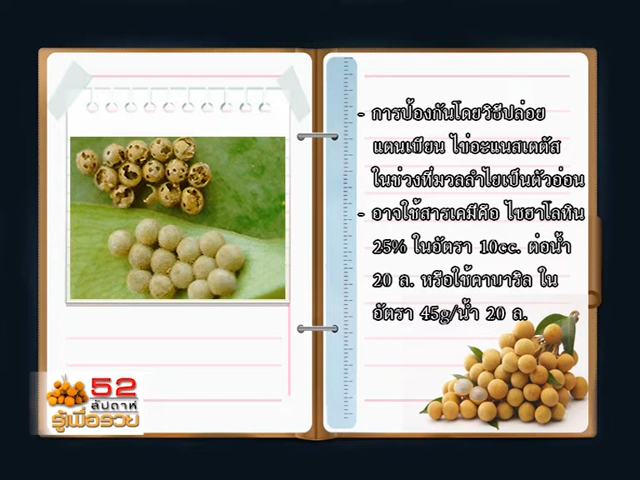 - การป้องกันโดยวิธีปล่อย
แตนเบียน ไข่อะแนสเตตัส
ในช่วงที่มวลลำไยเป็นตัวอ่อน
- อาจใช้สารเคมีคือ ไซฮาโลทิน
25% ในอัตรา 10cc. ต่อน้ำ
20 ล. หรือใช้คาบาริล ใน
อัตรา 45g/น้ำ 20 ล.
52
สัปดาห์
รู้เพื่อรวย